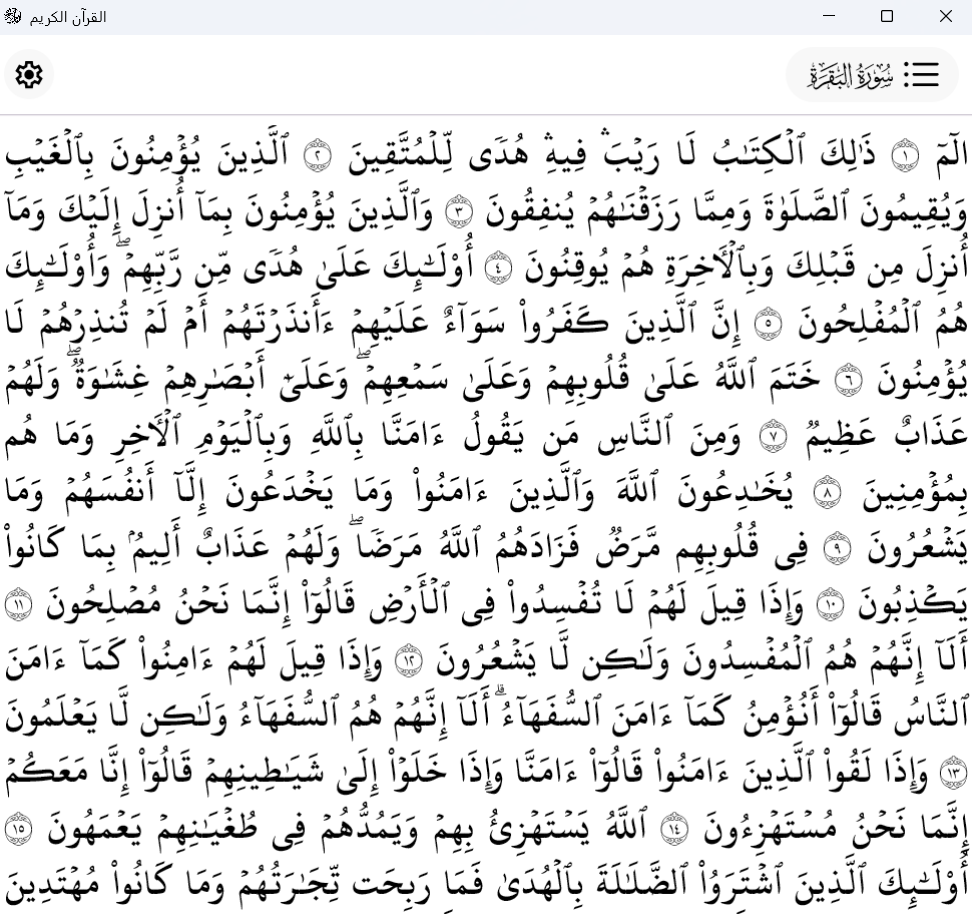 القرآن الكريم
سُورَةُ البَقَرَةِ
الٓمٓ ١ ذَٰلِكَ ٱلۡكِتَٰبُ لَا رَيۡبَۛ فِيهِۛ هُدٗى لِّلۡمُتَّقِينَ ٢ ٱلَّذِينَ يُؤۡمِنُونَ بِٱلۡغَيۡبِ
وَيُقِيمُونَ ٱلصَّلَوٰةَ وَمِمَّا رَزَقۡنَٰهُمۡ يُنفِقُونَ ٣ وَٱلَّذِينَ يُؤۡمِنُونَ بِمَآ أُنزِلَ إِلَيۡكَ وَمَآ
أُنزِلَ مِن قَبۡلِكَ وَبِٱلۡأٓخِرَةِ هُمۡ يُوقِنُونَ ٤ أُوْلَٰٓئِكَ عَلَىٰ هُدٗى مِّن رَّبِّهِمۡۖ وَأُوْلَٰٓئِكَ
هُمُ ٱلۡمُفۡلِحُونَ ٥ إِنَّ ٱلَّذِينَ كَفَرُواْ سَوَآءٌ عَلَيۡهِمۡ ءَأَنذَرۡتَهُمۡ أَمۡ لَمۡ تُنذِرۡهُمۡ لَا
يُؤۡمِنُونَ ٦ خَتَمَ ٱللَّهُ عَلَىٰ قُلُوبِهِمۡ وَعَلَىٰ سَمۡعِهِمۡۖ وَعَلَىٰٓ أَبۡصَٰرِهِمۡ غِشَٰوَةٞۖ وَلَهُمۡ
عَذَابٌ عَظِيمٞ ٧ وَمِنَ ٱلنَّاسِ مَن يَقُولُ ءَامَنَّا بِٱللَّهِ وَبِٱلۡيَوۡمِ ٱلۡأٓخِرِ وَمَا هُم
بِمُؤۡمِنِينَ ٨ يُخَٰدِعُونَ ٱللَّهَ وَٱلَّذِينَ ءَامَنُواْ وَمَا يَخۡدَعُونَ إِلَّآ أَنفُسَهُمۡ وَمَا
يَشۡعُرُونَ ٩ فِي قُلُوبِهِم مَّرَضٞ فَزَادَهُمُ ٱللَّهُ مَرَضٗاۖ وَلَهُمۡ عَذَابٌ أَلِيمُۢ بِمَا كَانُواْ
يَكۡذِبُونَ ١٠ وَإِذَا قِيلَ لَهُمۡ لَا تُفۡسِدُواْ فِي ٱلۡأَرۡضِ قَالُوٓاْ إِنَّمَا نَحۡنُ مُصۡلِحُونَ ١١
أَلَآ إِنَّهُمۡ هُمُ ٱلۡمُفۡسِدُونَ وَلَٰكِن لَّا يَشۡعُرُونَ ١٢ وَإِذَا قِيلَ لَهُمۡ ءَامِنُواْ كَمَآ ءَامَنَ
ٱلنَّاسُ قَالُوٓاْ أَنُؤۡمِنُ كَمَآ ءَامَنَ ٱلسُّفَهَآءُۗ أَلَآ إِنَّهُمۡ هُمُ ٱلسُّفَهَآءُ وَلَٰكِن لَّا يَعۡلَمُونَ
١٣ وَإِذَا لَقُواْ ٱلَّذِينَ ءَامَنُواْ قَالُوٓاْ ءَامَنَّا وَإِذَا خَلَوۡاْ إِلَىٰ شَيَٰطِينِهِمۡ قَالُوٓاْ إِنَّا مَعَكُمۡ
إِنَّمَا نَحۡنُ مُسۡتَهۡزِءُونَ ١٤ ٱللَّهُ يَسۡتَهۡزِئُ بِهِمۡ وَيَمُدُّهُمۡ فِي طُغۡيَٰنِهِمۡ يَعۡمَهُونَ ١٥
أُوْلَٰٓئِكَ ٱلَّذِينَ ٱشۡتَرَوُاْ ٱلضَّلَٰلَةَ بِٱلۡهُدَىٰ فَمَا رَبِحَت تِّجَٰرَتُهُمۡ وَمَا كَانُواْ مُهۡتَدِينَ